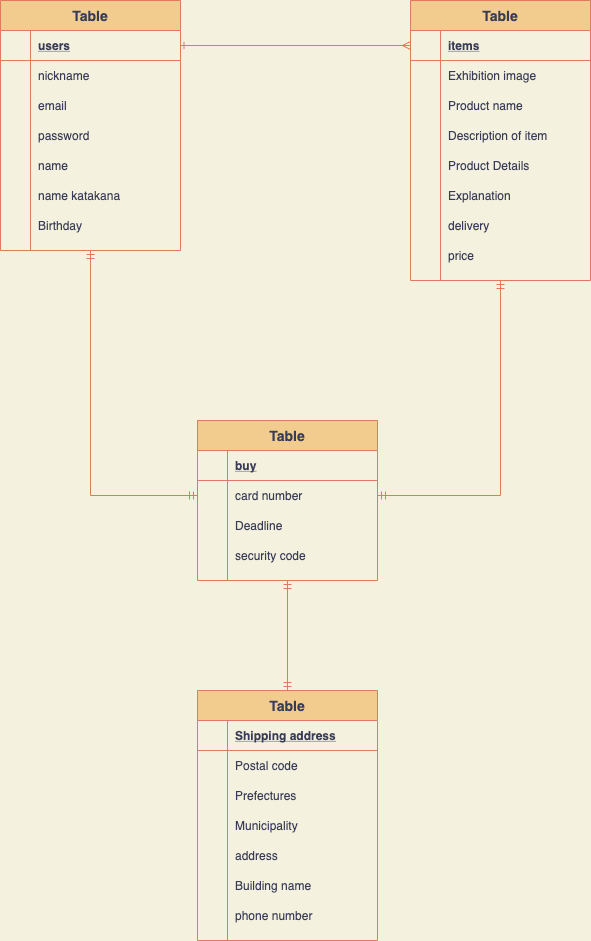 Table
users
nickname
email
password
name
name katakana
Birthday
Table
items
Exhibition image
Product name
Description of item
Product Details
Explanation
delivery
price
Table
buy
card number
Deadline
security code
Table
Shipping address
Postal code
Prefectures
Municipality
address
Building name
phone number